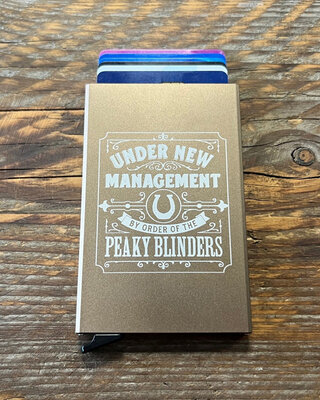 UNDER NEW
MANAGEMENT
BY ORDER OF THE
PEAKY BLINDERS